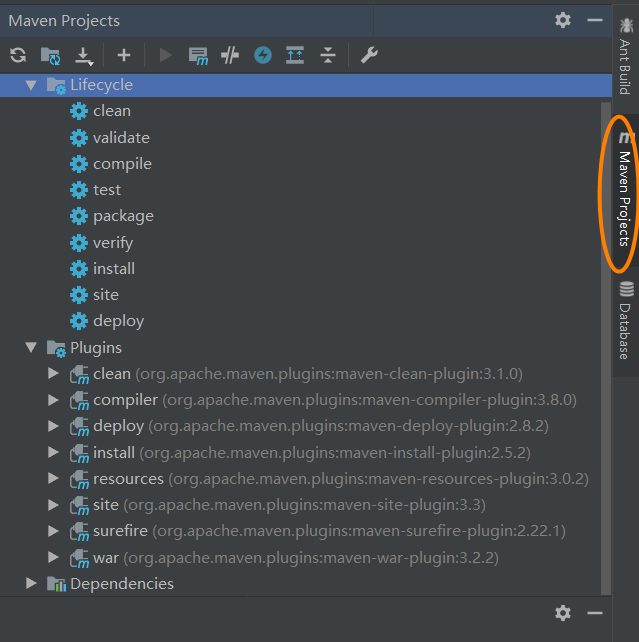 Maven Projects
Lifecycle
clean
validate
compile
test
package
verify
install
site
deploy
Plugins
clean (org.apache.maven.plugins:maven-clean-plugin:3.1.0)
compiler (org.apache.maven.plugins:maven-compiler-plugin:3.8.0)
deploy (org.apache.maven.plugins:maven-deploy-plugin:2.8.2)
install (org.apache.maven.plugins:maven-install-plugin:2.5.2)
resources (org.apache.maven.plugins:maven-resources-plugin:3.0.2)
site (org.apache.maven.plugins:maven-site-plugin:3.3)
surefire (org.apache.maven.plugins:maven-surefire-plugin:2.22.1)
war (org.apache.maven.plugins:maven-war-plugin:3.2.2)
Dependencies
Ant Build
Maven Projects
Database